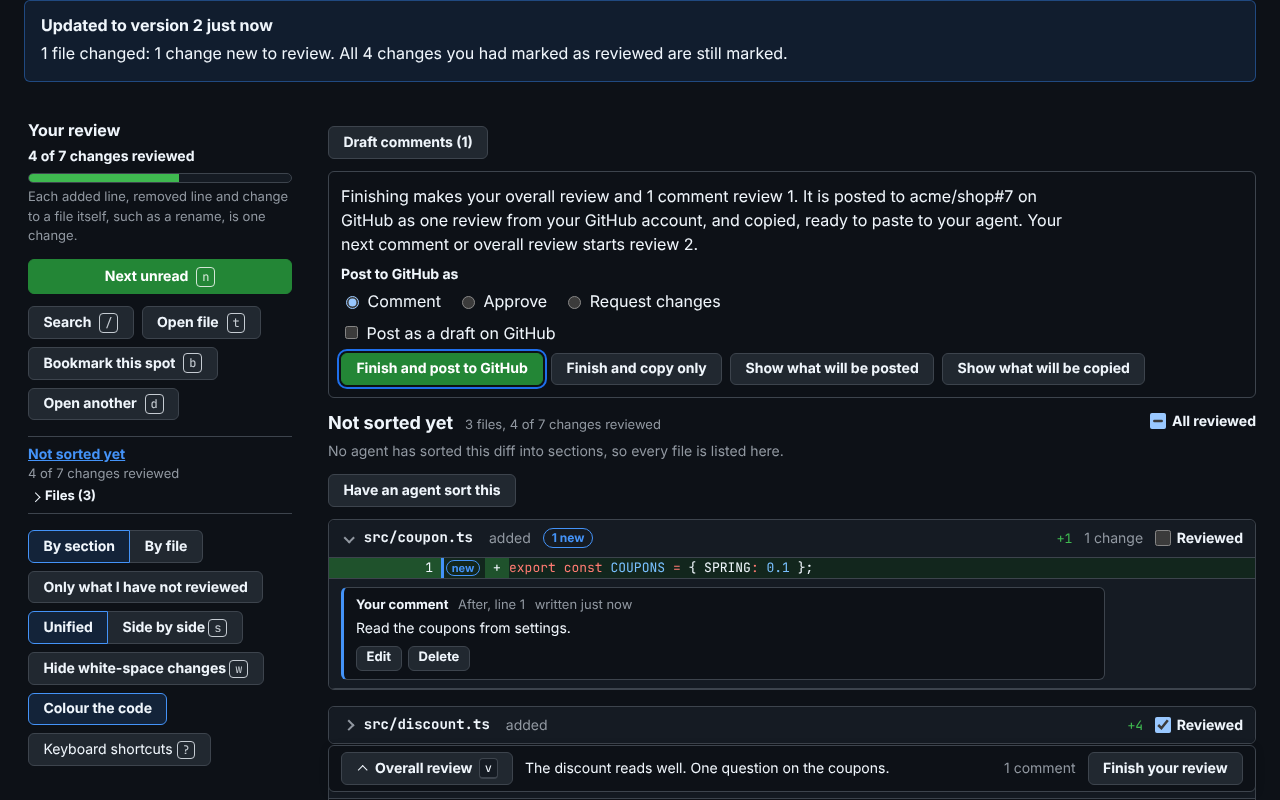 Updated to version 2 just now
1 file changed: 1 change new to review. All 4 changes you had marked as reviewed are still marked.
Your review
4 of 7 changes reviewed
Each added line, removed line and change
to a file itself, such as a rename, is one
change.
Next unread n
Search /
Open file t
Bookmark this spot b
Open another d
Not sorted yet
4 of 7 changes reviewed
Files (3)
By section
By file
Only what I have not reviewed
Unified
Side by side s
Hide white-space changes w
Colour the code
Keyboard shortcuts ?
Draft comments (1)
Finishing makes your overall review and 1 comment review 1. It is posted to acme/shop#7 on
GitHub as one review from your GitHub account, and copied, ready to paste to your agent. Your
next comment or overall review starts review 2.
Post to GitHub as
Comment Approve Request changes
Post as a draft on GitHub
Finish and post to GitHub Finish and copy only Show what will be posted Show what will be copied
Not sorted yet 3 files, 4 of 7 changes reviewed All reviewed
No agent has sorted this diff into sections, so every file is listed here.
Have an agent sort this
src/coupon.ts added 1 new +1 1 change Reviewed
1 new + export const COUPONS = { SPRING: 0.1 };
Your comment After, line 1 written just now
Read the coupons from settings.
Edit Delete
src/discount.ts added +4 Reviewed
Overall review v The discount reads well. One question on the coupons. 1 comment Finish your review